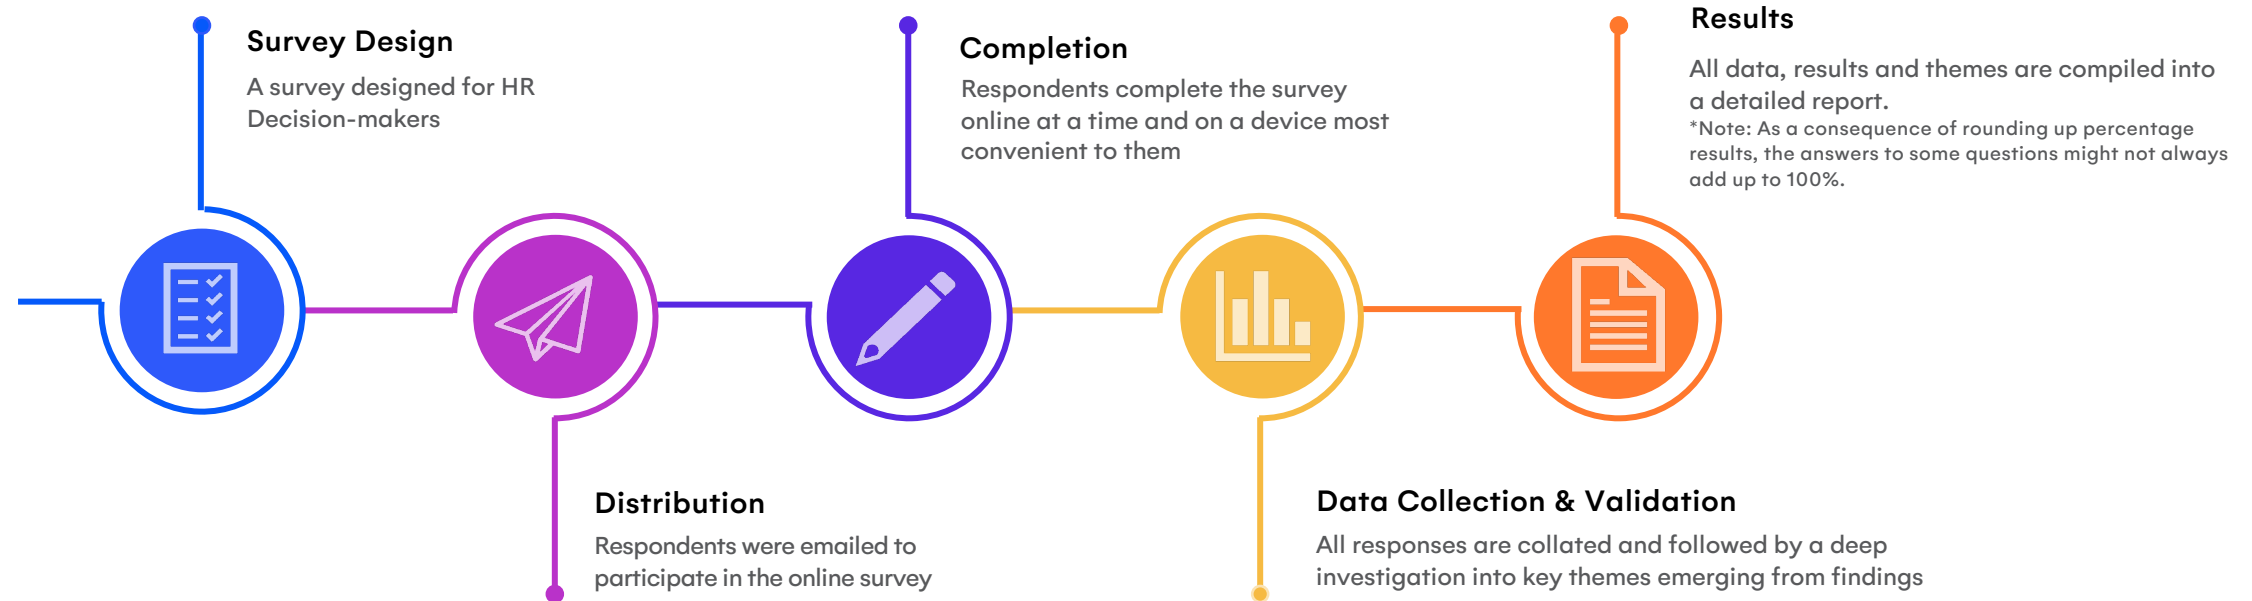 Survey Design
A survey designed for HR
Decision-makers
Distribution
Respondents were emailed to
participate in the online survey
Completion
Respondents complete the survey
online at a time and on a device most
convenient to them
Data Collection & Validation
All responses are collated and followed by a deep
investigation into key themes emerging from findings
Results
All data, results and themes are compiled into
a detailed report.
*Note: As a consequence of rounding up percentage
results, the answers to some questions might not always
add up to 100%.